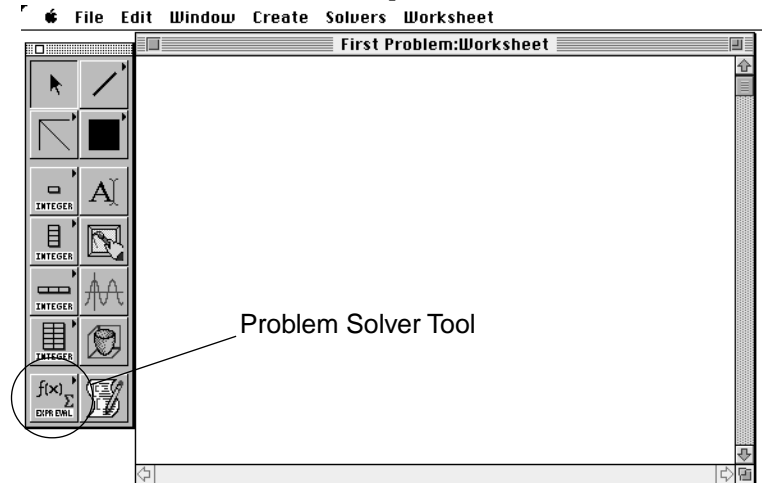 File Edit Window Create Solvers Worksheet
First Problem:Worksheet
A
INTEGER
INTEGER
INTEGER
INTEGER
Problem Solver Tool
f(x) Σ
EXPR EVAL